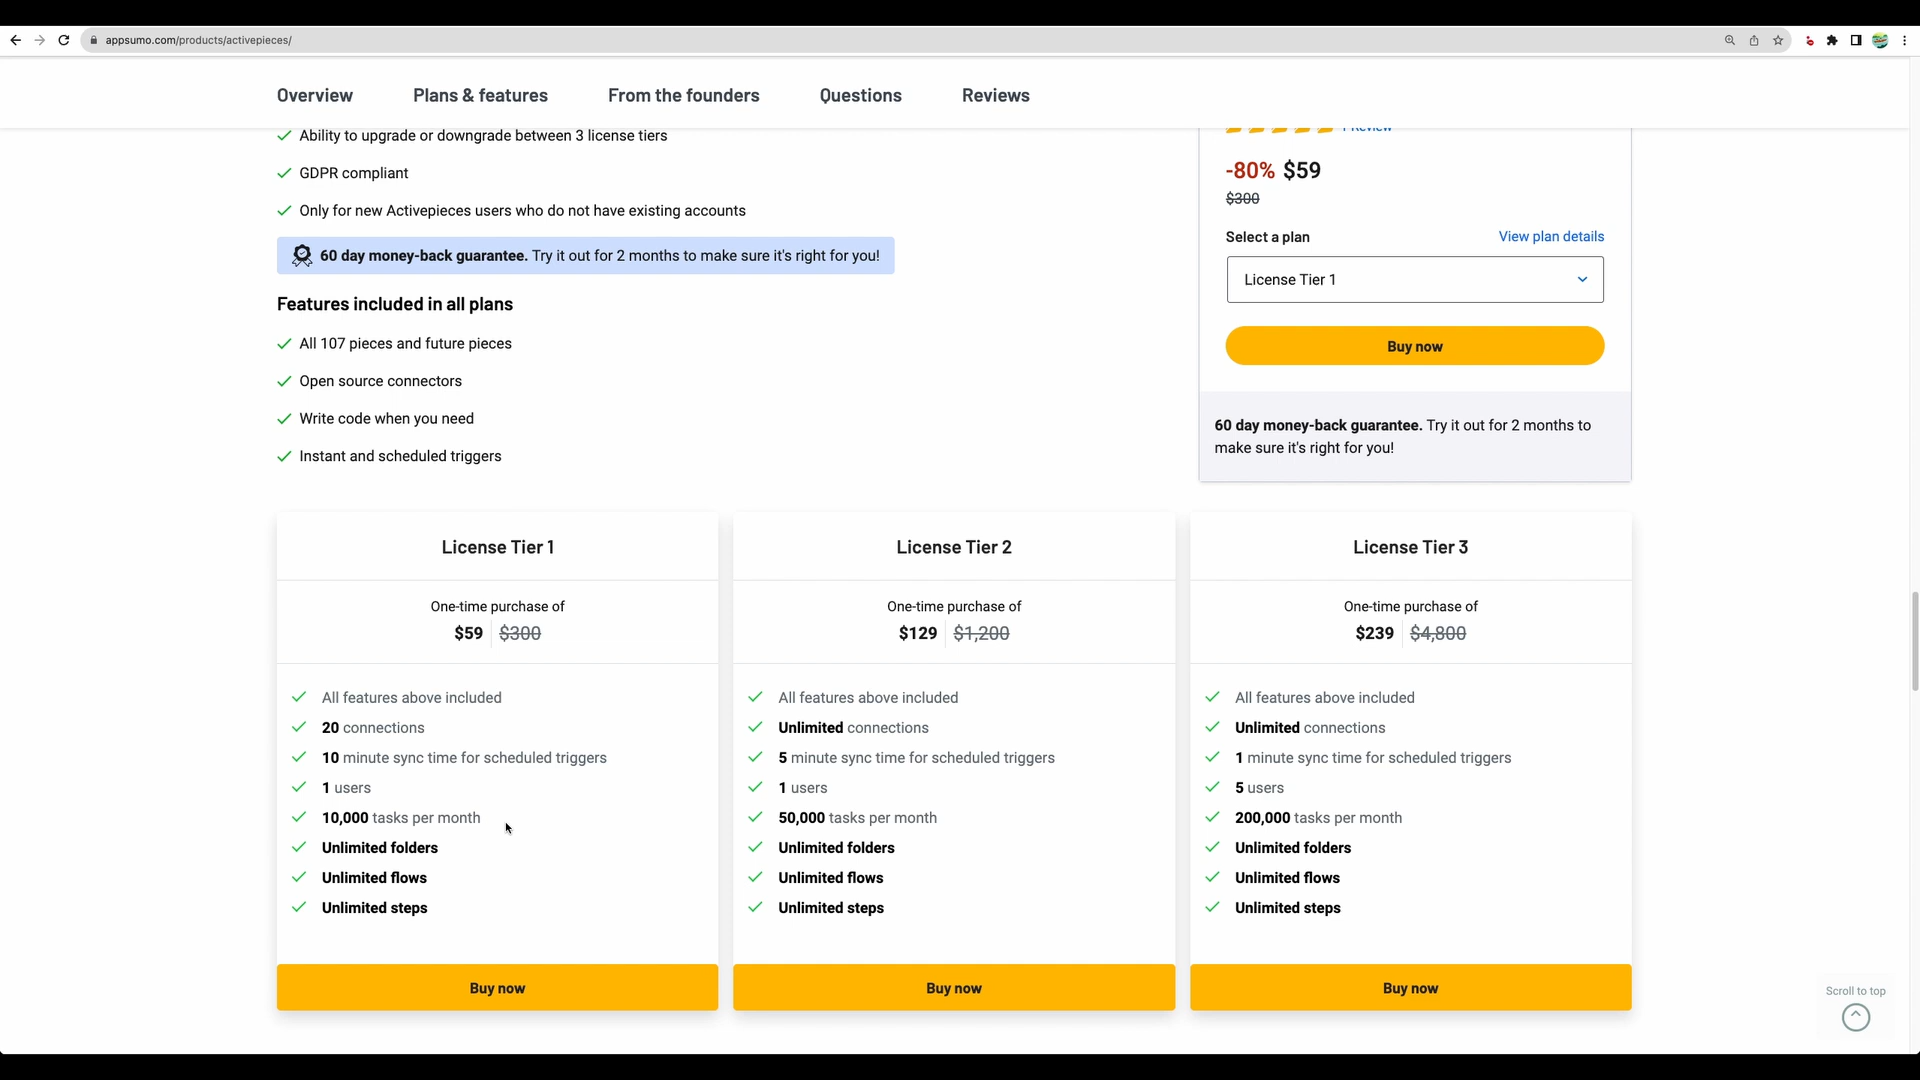 appsumo.com/products/activepieces/
Overview
Plans & features
From the founders
Questions
Reviews
Ability to upgrade or downgrade between 3 license tiers
GDPR compliant
Only for new Activepieces users who do not have existing accounts
60 day money-back guarantee. Try it out for 2 months to make sure it's right for you!
Features included in all plans
All 107 pieces and future pieces
Open source connectors
Write code when you need
Instant and scheduled triggers
1 Review
-80% $59
$300
Select a plan
View plan details
License Tier 1
Buy now
60 day money-back guarantee. Try it out for 2 months to
make sure it's right for you!
License Tier 1
One-time purchase of
$59 $300
All features above included
20 connections
10 minute sync time for scheduled triggers
1 users
10,000 tasks per month
Unlimited folders
Unlimited flows
Unlimited steps
Buy now
License Tier 2
One-time purchase of
$129 $1,200
All features above included
Unlimited connections
5 minute sync time for scheduled triggers
1 users
50,000 tasks per month
Unlimited folders
Unlimited flows
Unlimited steps
Buy now
License Tier 3
One-time purchase of
$239 $4,800
All features above included
Unlimited connections
1 minute sync time for scheduled triggers
5 users
200,000 tasks per month
Unlimited folders
Unlimited flows
Unlimited steps
Buy now
Scroll to top